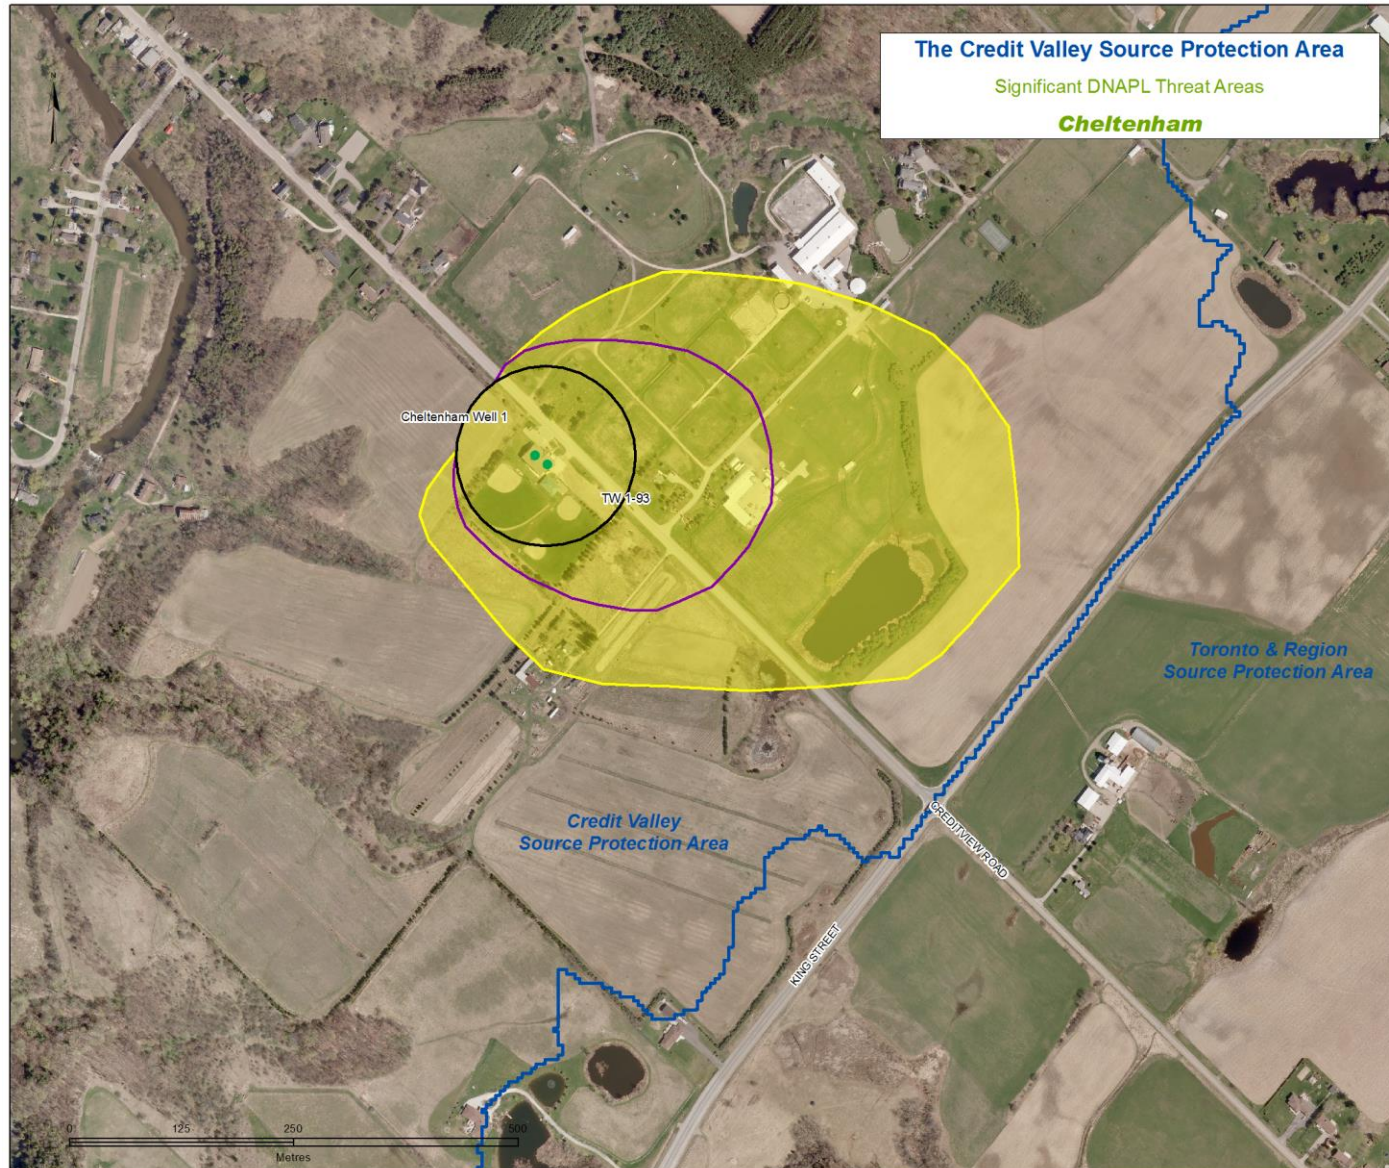 The Credit Valley Source Protection Area
Significant DNAPL Threat Areas
Cheltenham
N
Cheltenham Well 1
TW 1-93
Toronto & Region
Source Protection Area
Credit Valley
Source Protection Area
CREDITVIEW ROAD
KING STREET
0 125 250 500
Metres